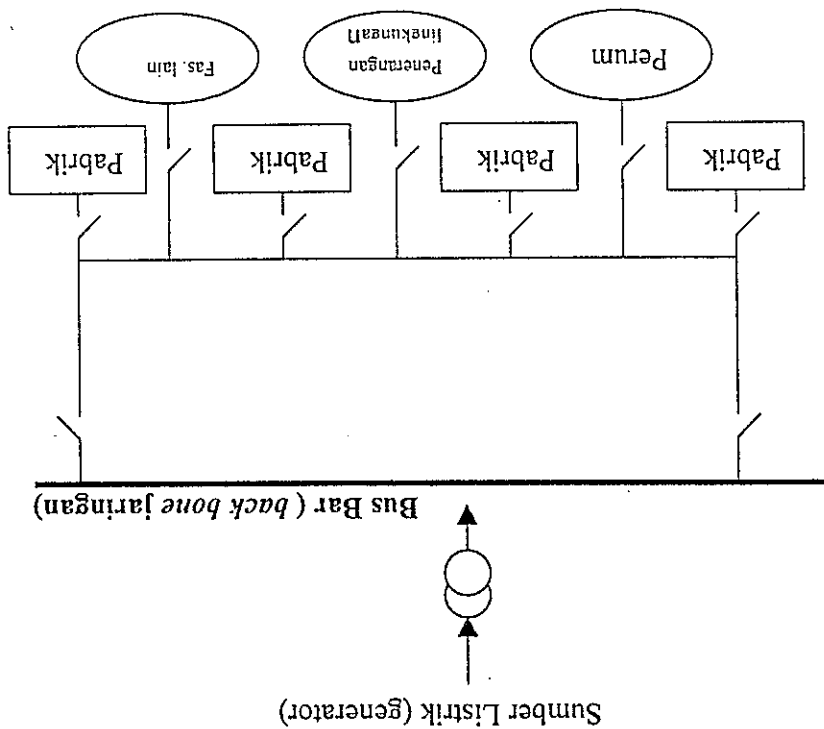 Sumber Listrik (generator)
Bus Bar ( back bone jaringan)
Pabrik
Pabrik
Pabrik
Pabrik
Perum
Penerangan
lingkungan
Fas. lain